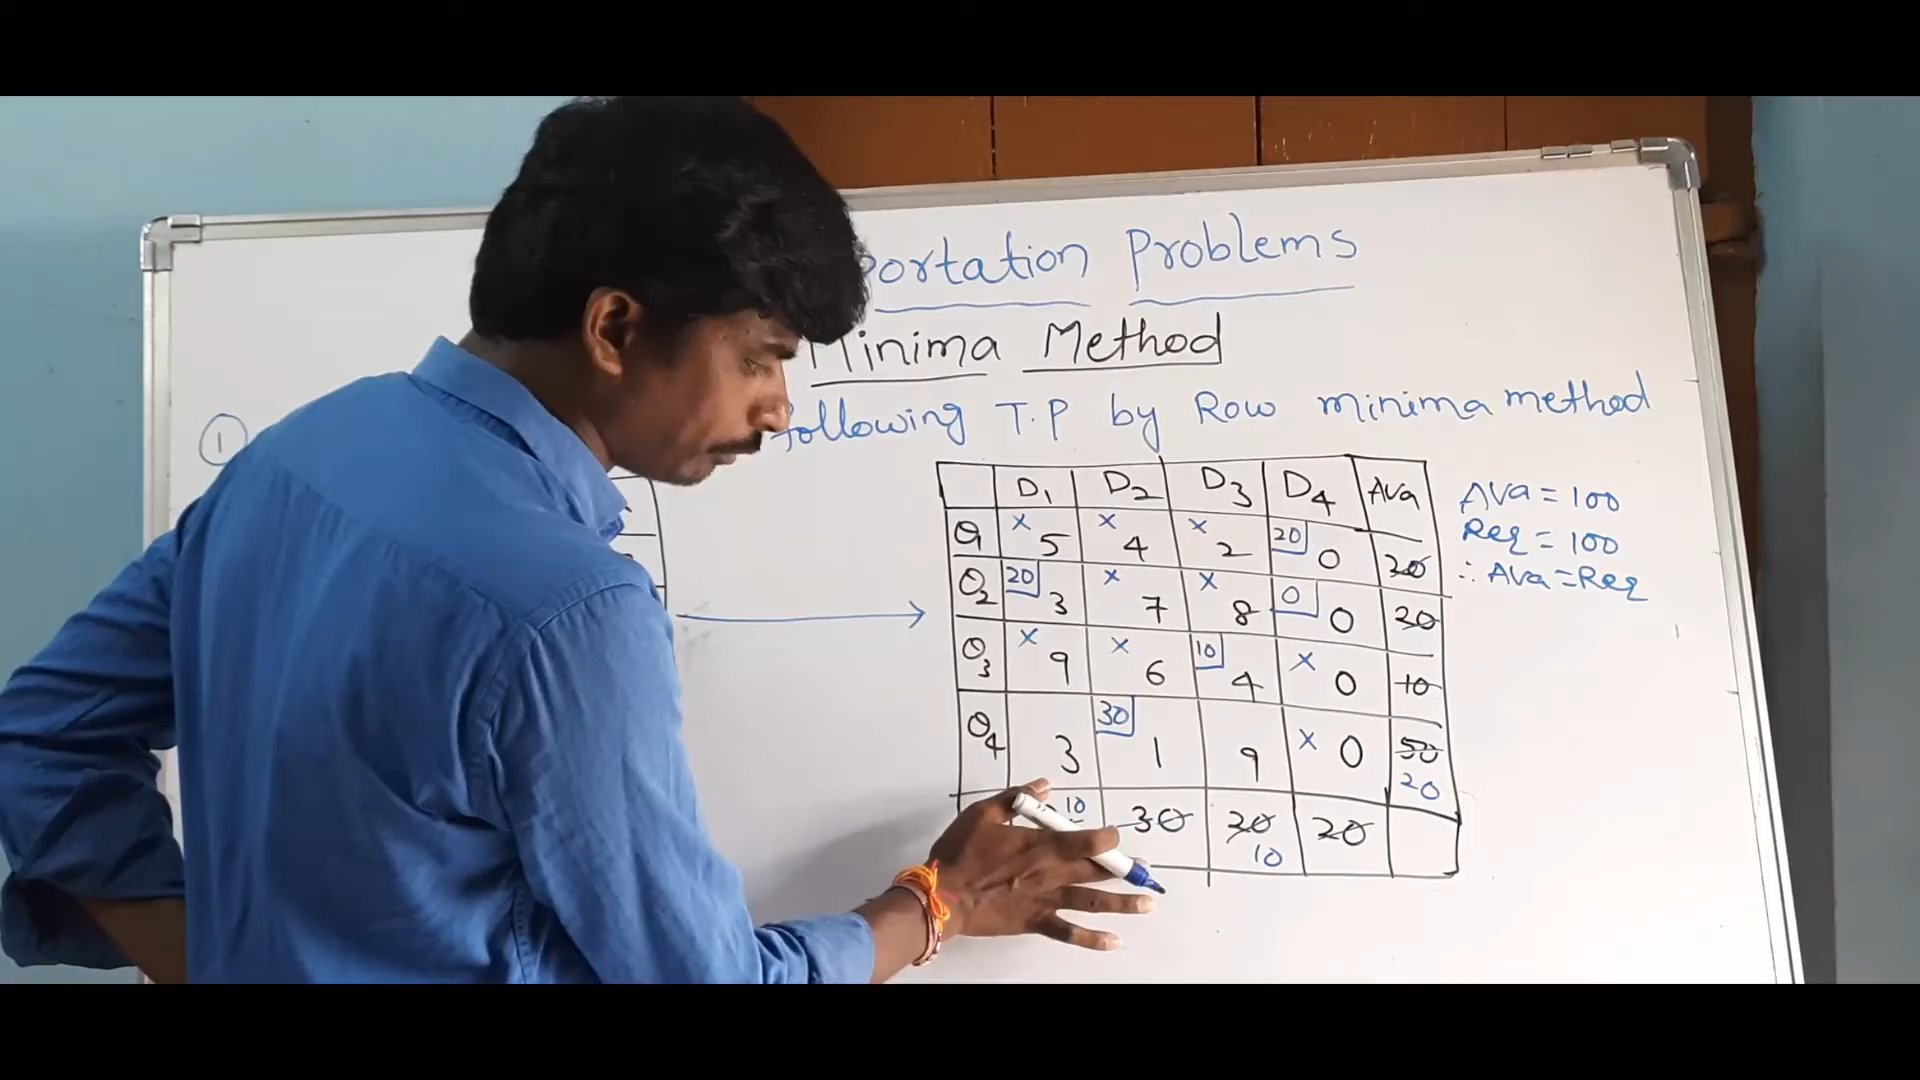 portation Problems
Minima Method
①
following T.P by Row minima method
D1 D2 D3 D4 Ava
O1 × 5 × 4 × 2 20 0 20
O2 20 3 × 7 × 8 0 0 20
O3 × 9 × 6 10 4 × 0 10
O4 3 30 1 9 × 0 50 20
10 30 20 10 20
Ava = 100
Req = 100
∴ Ava = Req